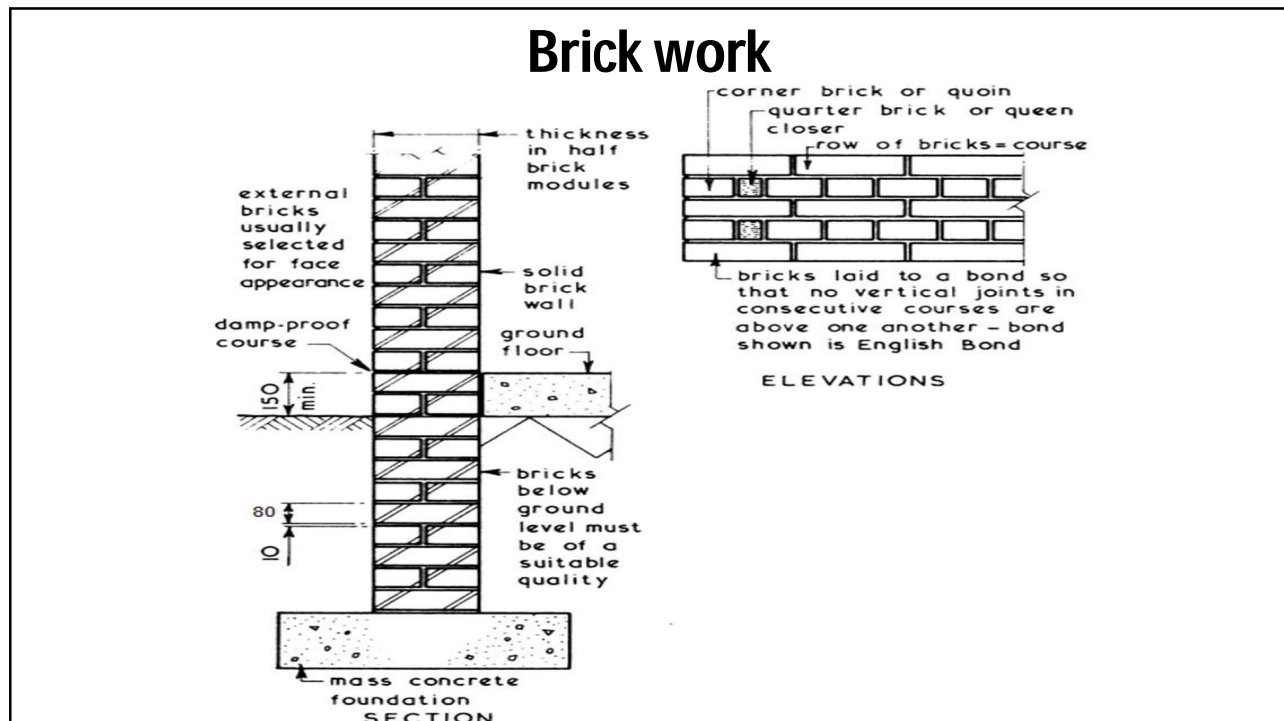 Brick work
corner brick or quoin
quarter brick or queen
closer
row of bricks = course
thickness
in half
brick
modules
external
bricks
usually
selected
for face
appearance
solid
brick
wall
bricks laid to a bond so
that no vertical joints in
consecutive courses are
above one another - bond
shown is English Bond
ELEVATIONS
damp-proof
course
ground
floor
150
min.
bricks
below
ground
level must
be of a
suitable
quality
80
10
mass concrete
foundation
SECTION